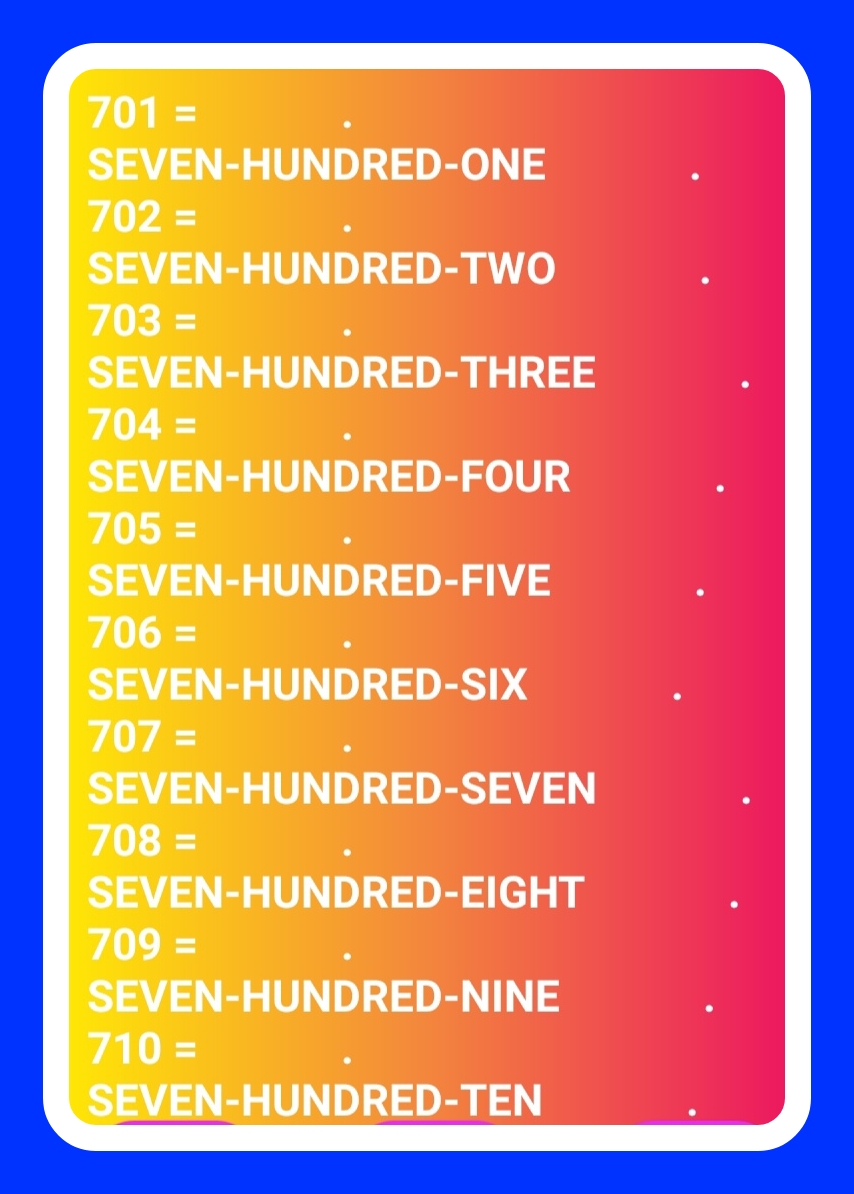 701 = .
SEVEN-HUNDRED-ONE .
702 = .
SEVEN-HUNDRED-TWO .
703 = .
SEVEN-HUNDRED-THREE .
704 = .
SEVEN-HUNDRED-FOUR .
705 = .
SEVEN-HUNDRED-FIVE .
706 = .
SEVEN-HUNDRED-SIX .
707 = .
SEVEN-HUNDRED-SEVEN .
708 = .
SEVEN-HUNDRED-EIGHT .
709 = .
SEVEN-HUNDRED-NINE .
710 = .
SEVEN-HUNDRED-TEN .